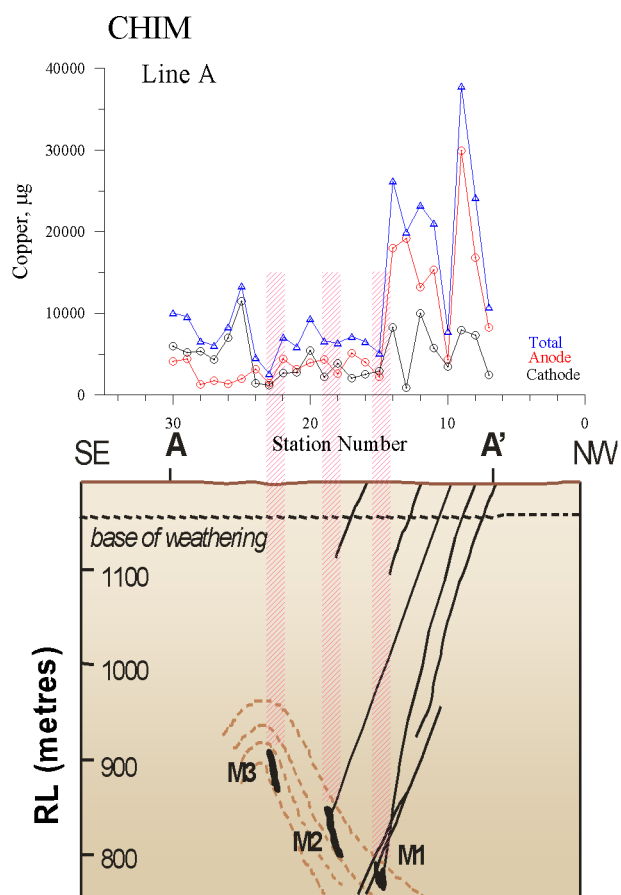 CHIM
Line A
40000
30000
20000
10000
0
Copper, µg
Total
Anode
Cathode
30 20 10 0
Station Number
SE A A' NW
base of weathering
1100
1000
900
800
RL (metres)
M3
M2
M1